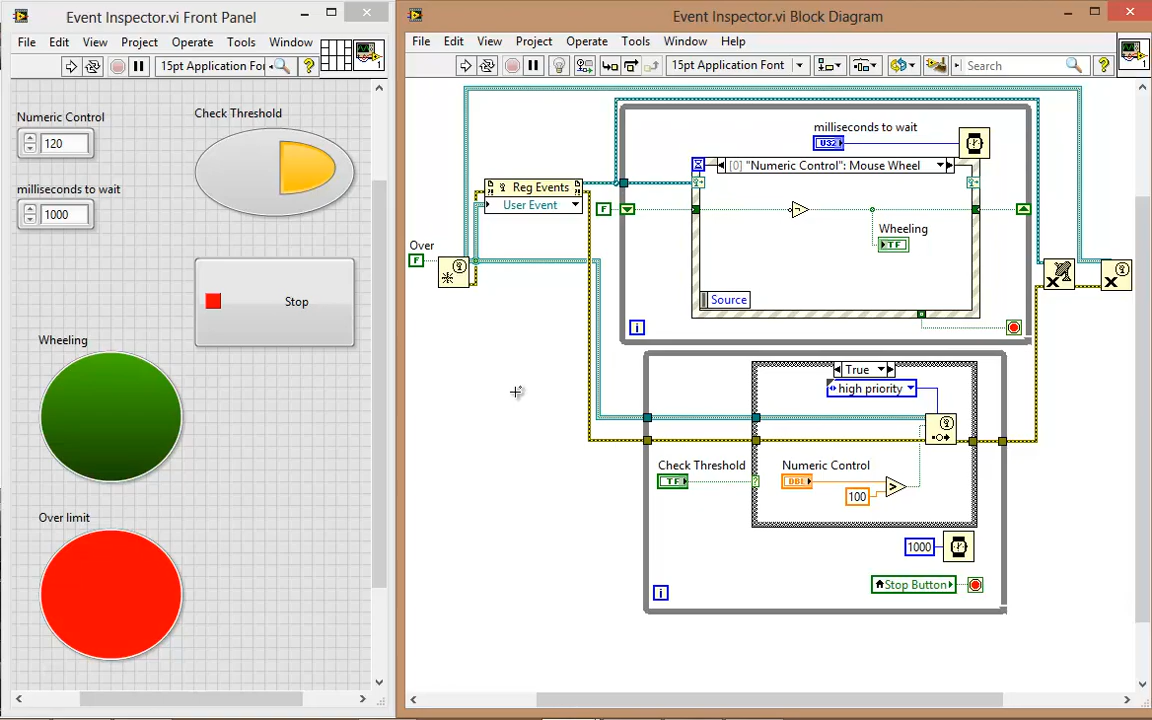 Event Inspector.vi Front Panel
File Edit View Project Operate Tools Window
15pt Application For
Numeric Control
120
milliseconds to wait
1000
Check Threshold
Stop
Wheeling
Over limit
Event Inspector.vi Block Diagram
File Edit View Project Operate Tools Window Help
15pt Application Font
Search
milliseconds to wait
U32
[0] "Numeric Control": Mouse Wheel
Reg Events
User Event
F
Wheeling
TF
Over
F
Source
i
True
high priority
Check Threshold
TF
Numeric Control
DBL
100
>
1000
Stop Button
i